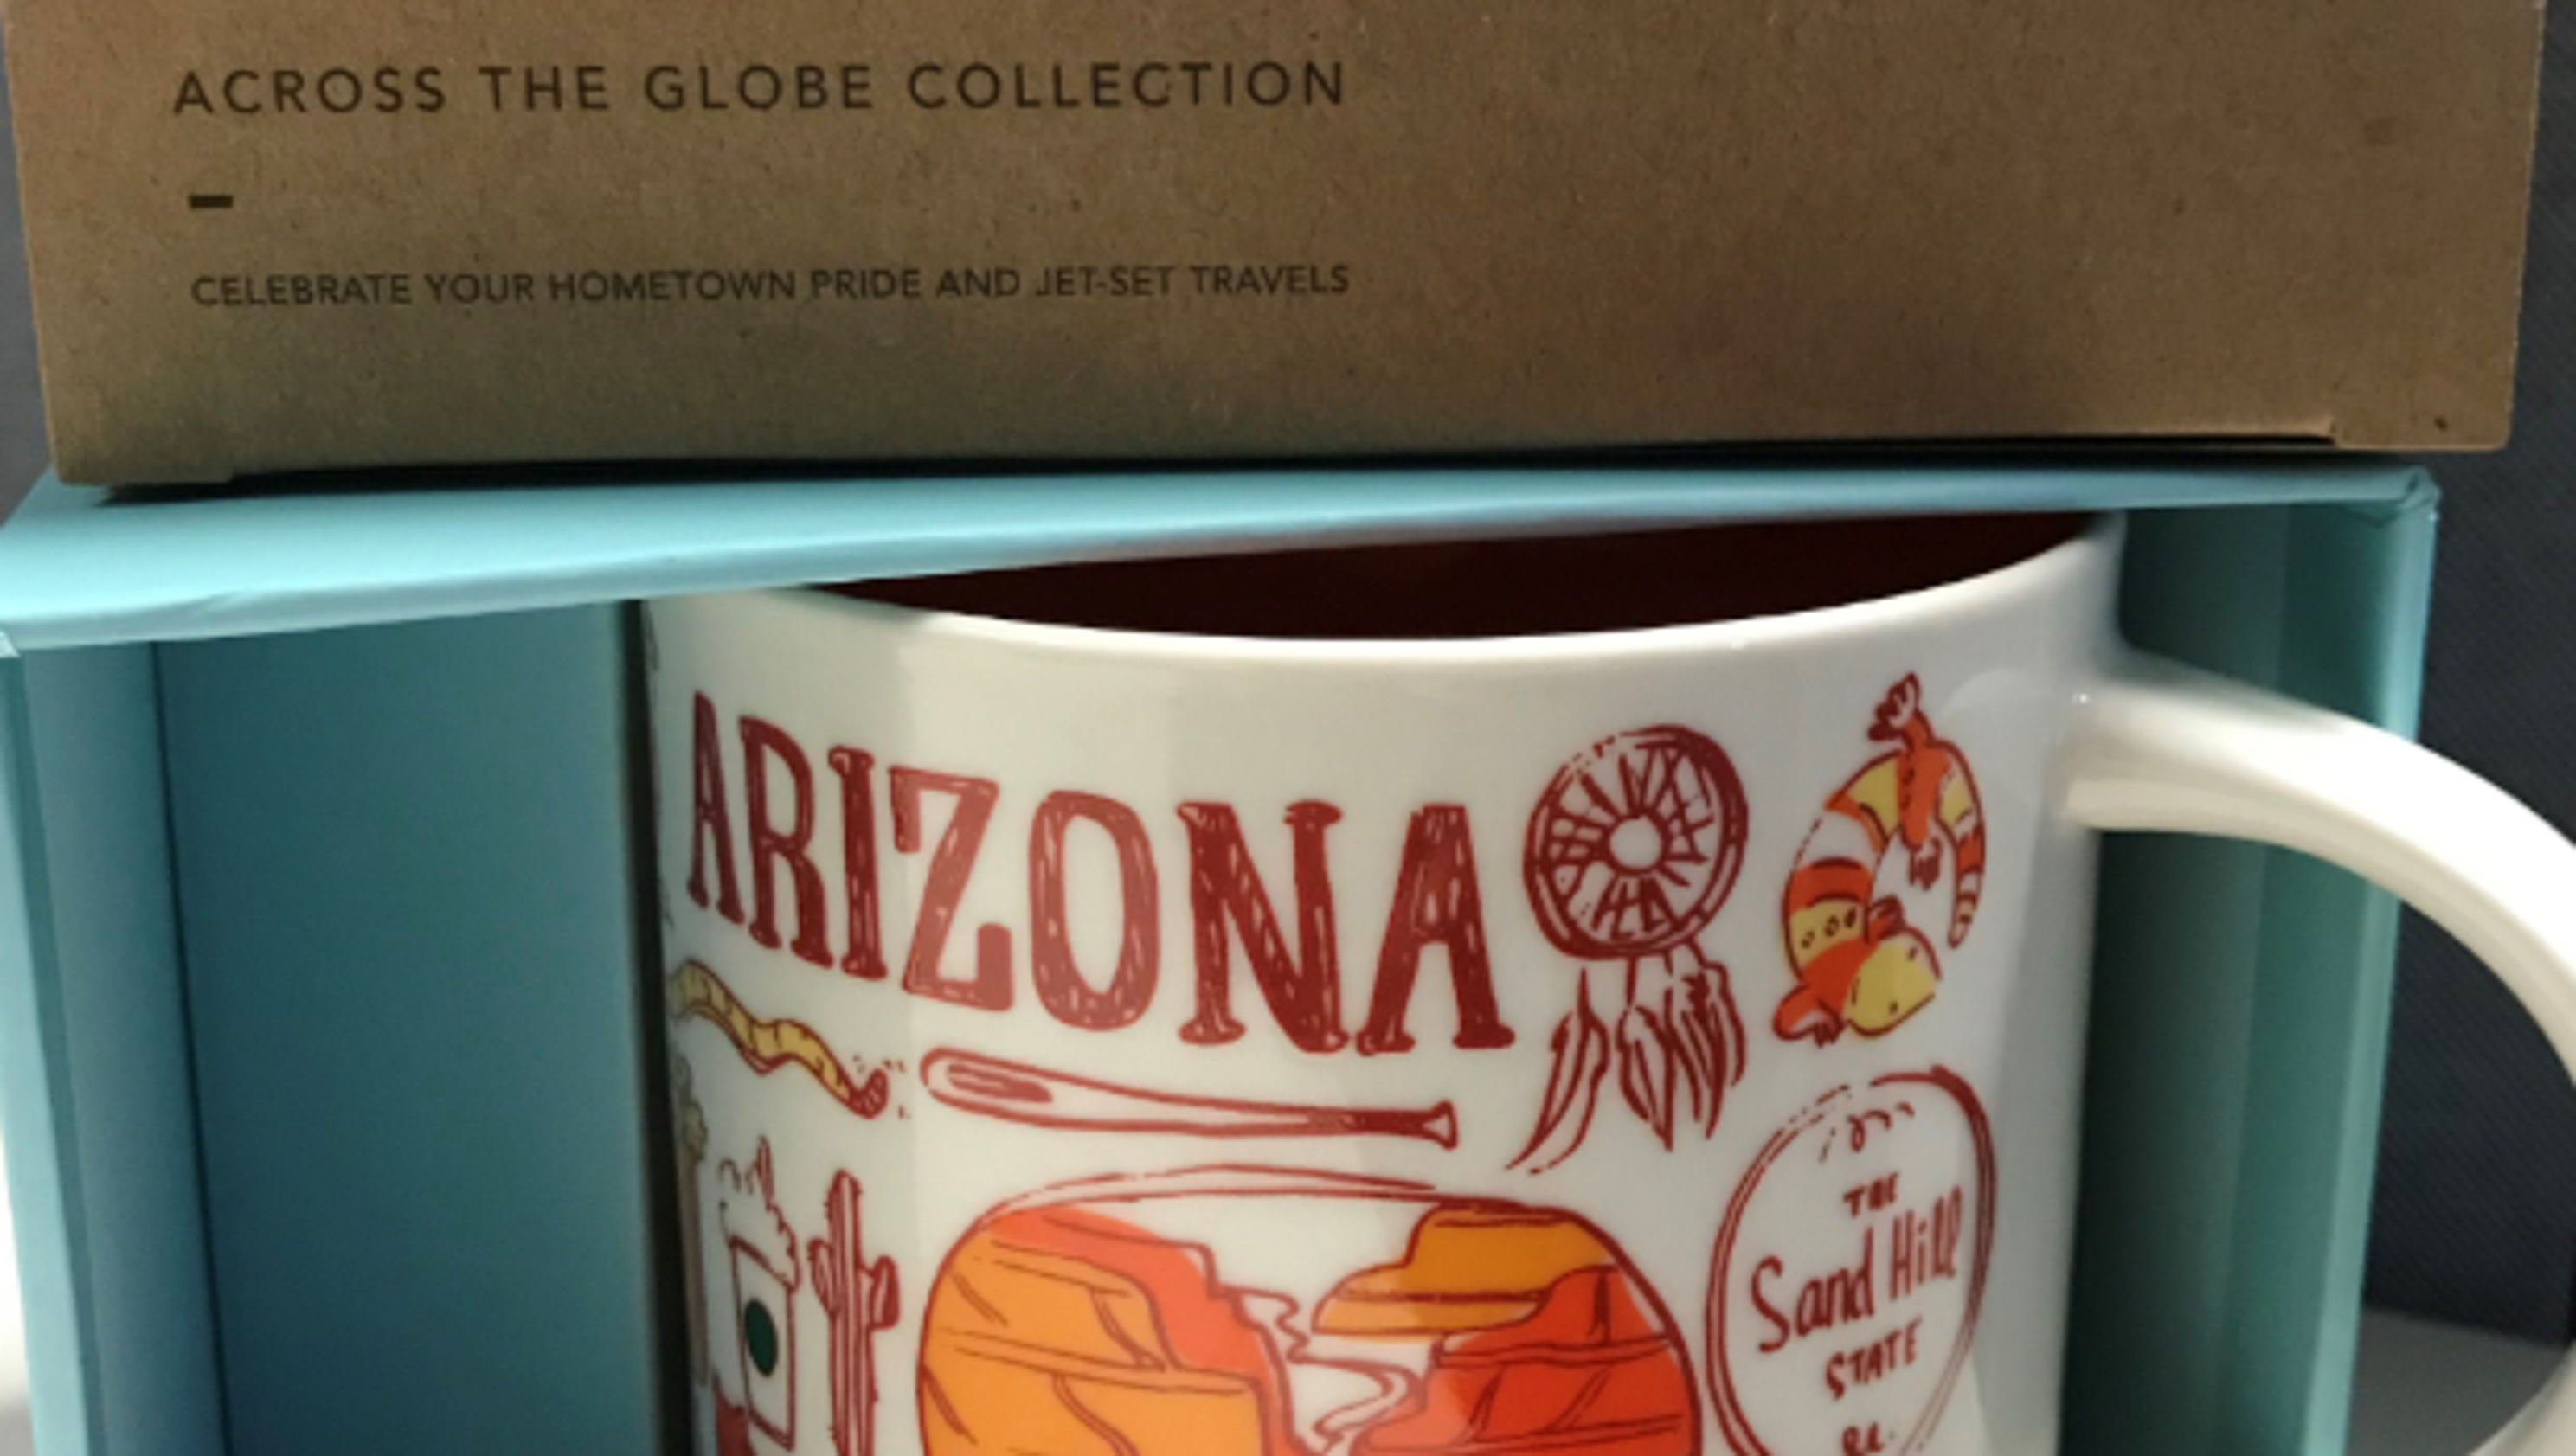 ACROSS THE GLOBE COLLECTION
CELEBRATE YOUR HOMETOWN PRIDE AND JET-SET TRAVELS
ARIZONA
THE
Sand Hill
STATE